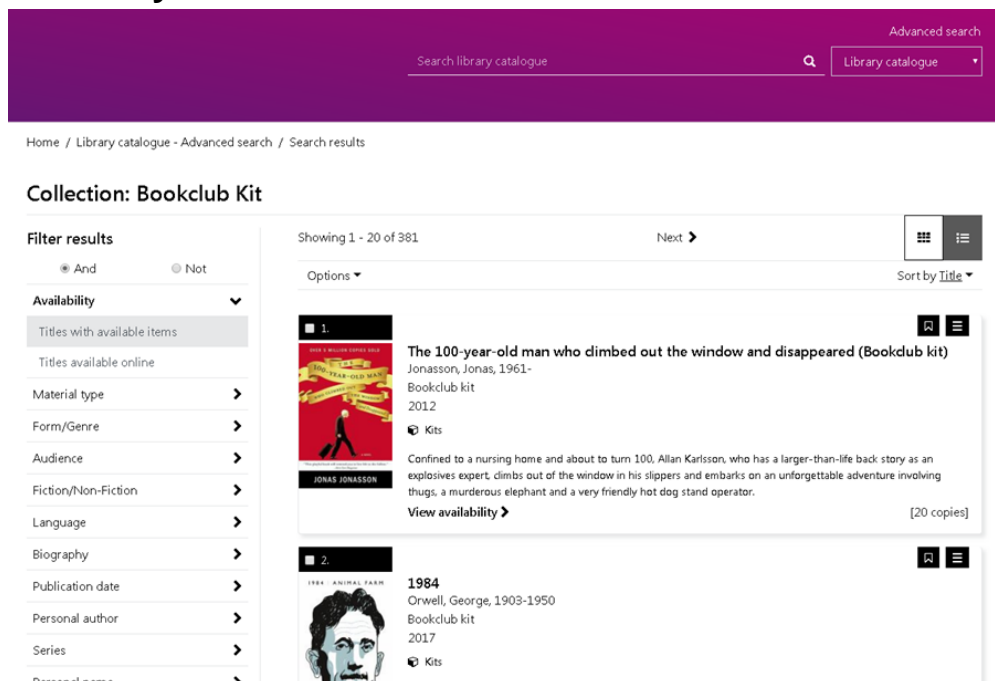 Advanced search
Search library catalogue
Library catalogue
Home / Library catalogue - Advanced search / Search results
Collection: Bookclub Kit
Filter results
And Not
Availability
Titles with available items
Titles available online
Material type
Form/Genre
Audience
Fiction/Non-Fiction
Language
Biography
Publication date
Personal author
Series
Showing 1 - 20 of 381 Next
Options Sort by Title
1.
THE
100-YEAR-OLD MAN
JONAS JONASSON
The 100-year-old man who climbed out the window and disappeared (Bookclub kit)
Jonasson, Jonas, 1961-
Bookclub kit
2012
Kits
Confined to a nursing home and about to turn 100, Allan Karlsson, who has a larger-than-life back story as an
explosives expert, climbs out of the window in his slippers and embarks on an unforgettable adventure involving
thugs, a murderous elephant and a very friendly hot dog stand operator.
View availability [20 copies]
2.
1984 ANIMAL FARM
1984
Orwell, George, 1903-1950
Bookclub kit
2017
Kits